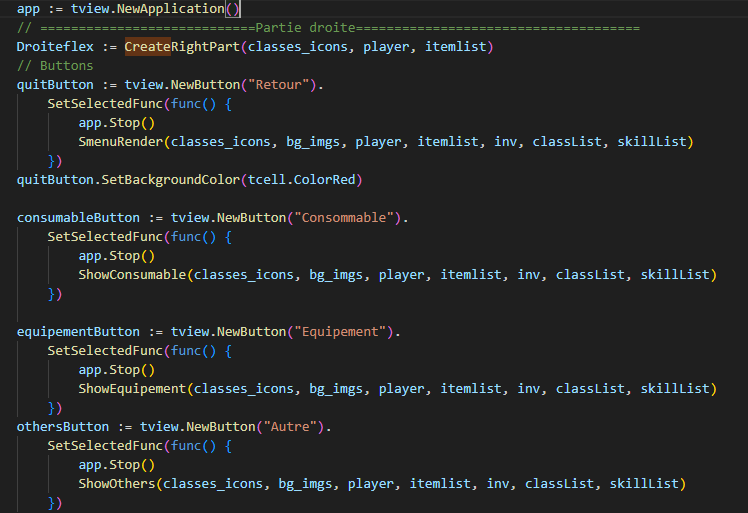 app := tview.NewApplication()
// ===========================Partie droite====================================
Droiteflex := CreateRightPart(classes_icons, player, itemlist)
// Buttons
quitButton := tview.NewButton("Retour").
SetSelectedFunc(func() {
app.Stop()
SmenuRender(classes_icons, bg_imgs, player, itemlist, inv, classList, skillList)
})
quitButton.SetBackgroundColor(tcell.ColorRed)
consumableButton := tview.NewButton("Consommable").
SetSelectedFunc(func() {
app.Stop()
ShowConsumable(classes_icons, bg_imgs, player, itemlist, inv, classList, skillList)
})
equipementButton := tview.NewButton("Equipement").
SetSelectedFunc(func() {
app.Stop()
ShowEquipement(classes_icons, bg_imgs, player, itemlist, inv, classList, skillList)
})
othersButton := tview.NewButton("Autre").
SetSelectedFunc(func() {
app.Stop()
ShowOthers(classes_icons, bg_imgs, player, itemlist, inv, classList, skillList)
})